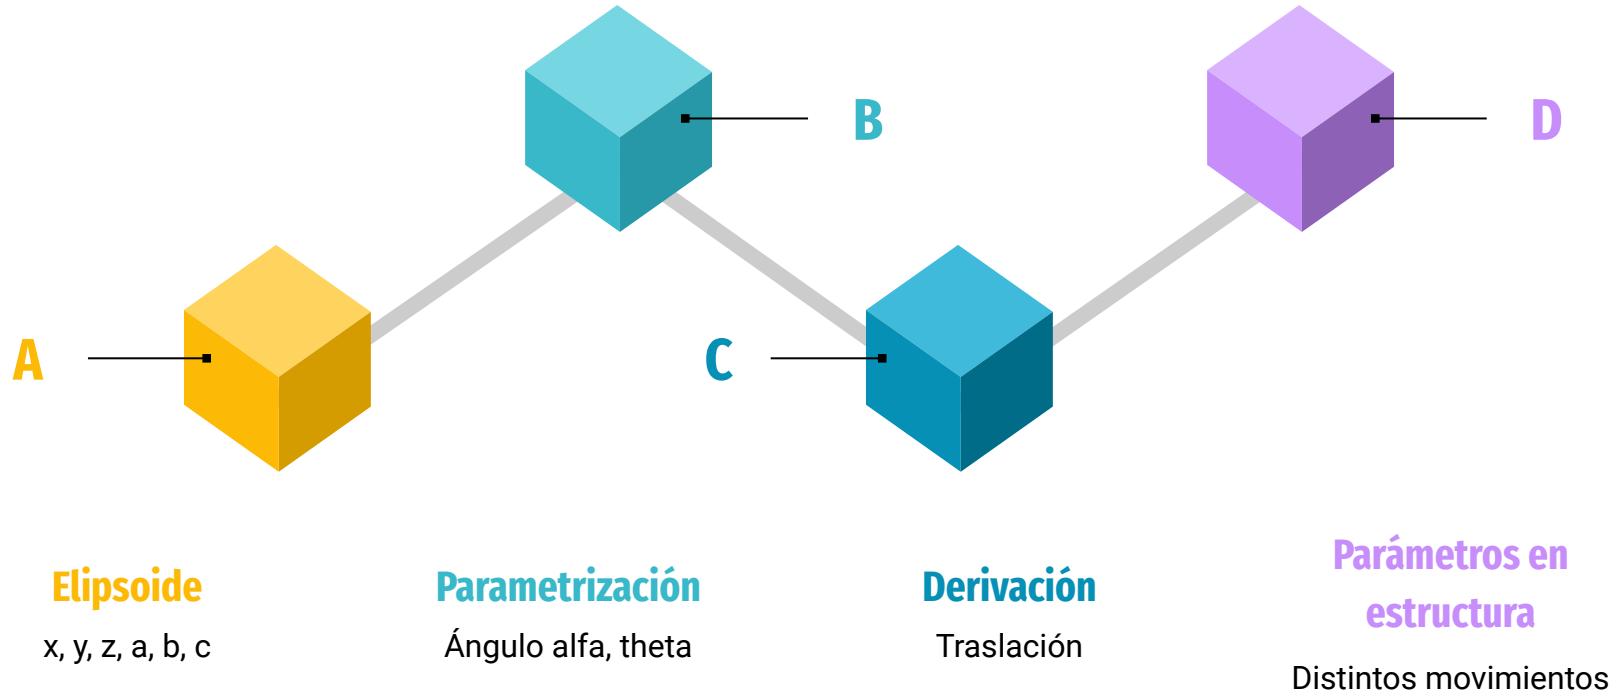 B
D
A
C
Elipsoide
x, y, z, a, b, c
Parametrización
Ángulo alfa, theta
Derivación
Traslación
Parámetros en
estructura
Distintos movimientos